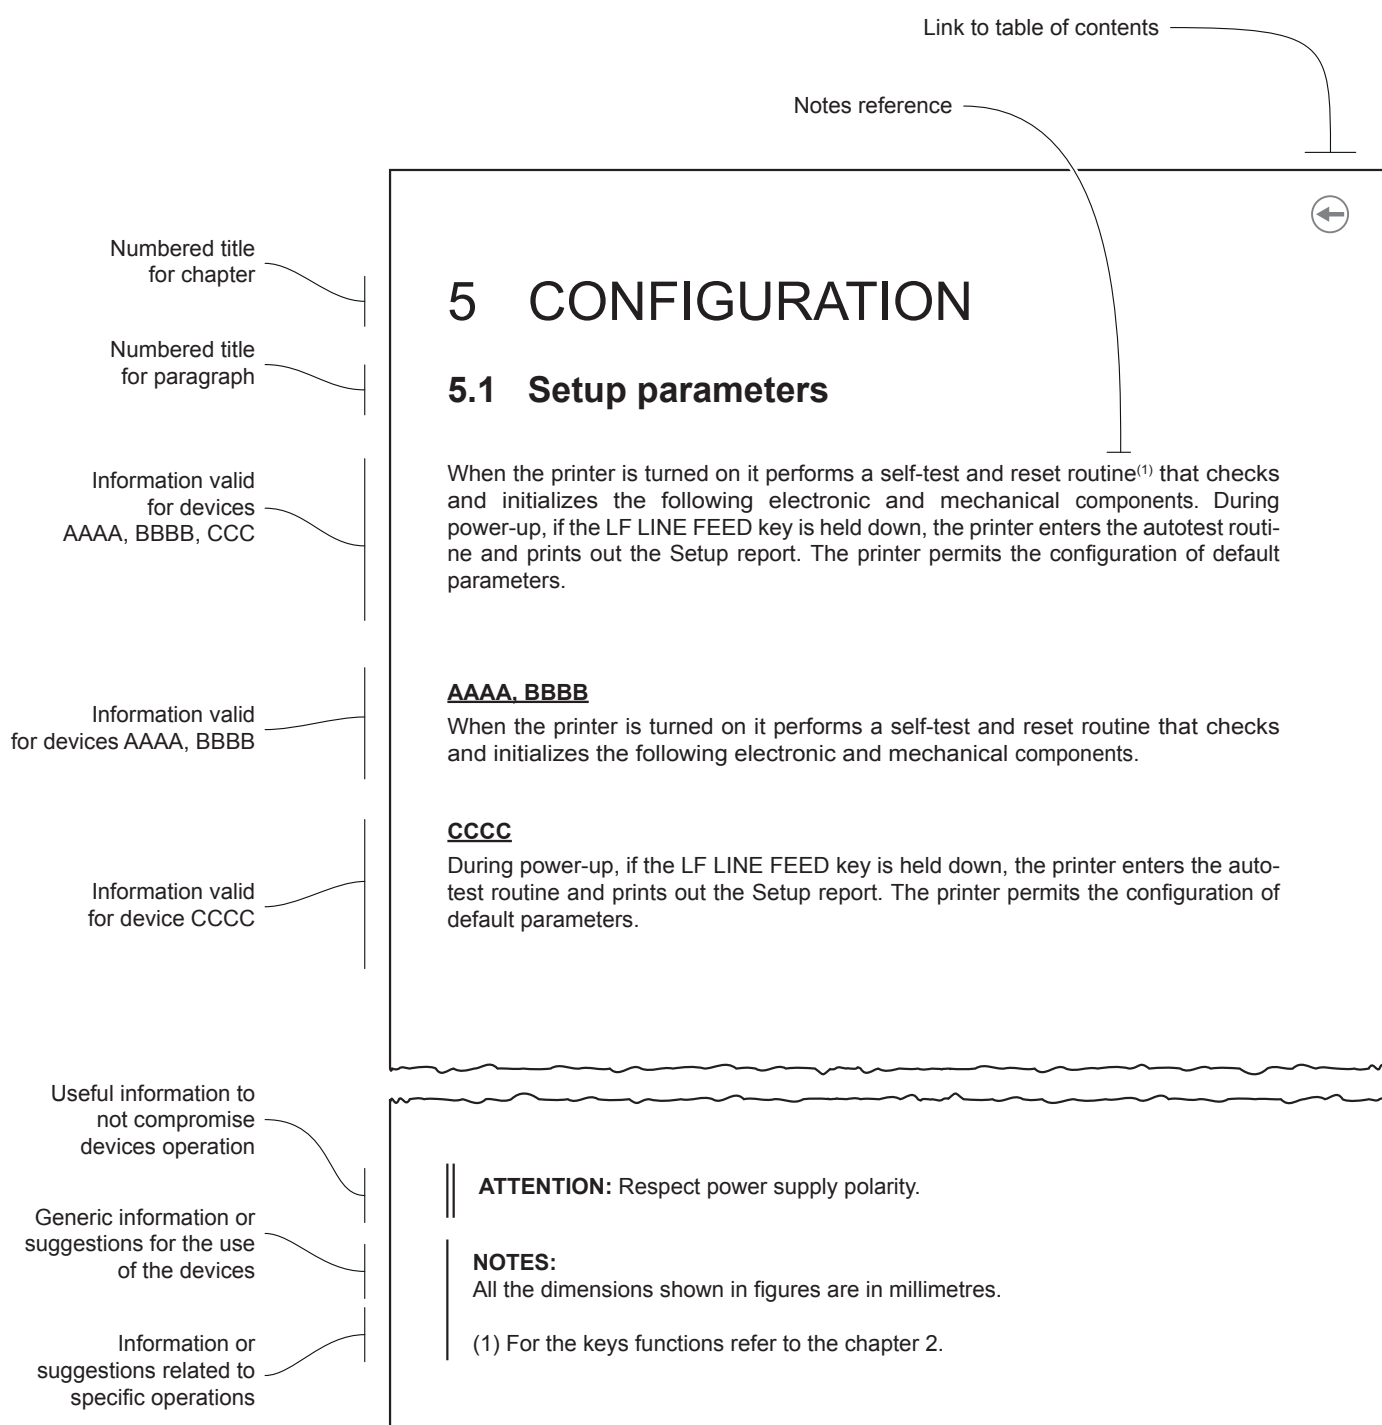 Link to table of contents
Notes reference
Numbered title
for chapter
5 CONFIGURATION
Numbered title
for paragraph
5.1 Setup parameters
Information valid
for devices
AAAA, BBBB, CCC
When the printer is turned on it performs a self-test and reset routine(1) that checks
and initializes the following electronic and mechanical components. During
power-up, if the LF LINE FEED key is held down, the printer enters the autotest routi-
ne and prints out the Setup report. The printer permits the configuration of default
parameters.
Information valid
for devices AAAA, BBBB
AAAA, BBBB
When the printer is turned on it performs a self-test and reset routine that checks
and initializes the following electronic and mechanical components.
Information valid
for device CCCC
CCCC
During power-up, if the LF LINE FEED key is held down, the printer enters the auto-
test routine and prints out the Setup report. The printer permits the configuration of
default parameters.
Useful information to
not compromise
devices operation
ATTENTION: Respect power supply polarity.
Generic information or
suggestions for the use
of the devices
NOTES:
All the dimensions shown in figures are in millimetres.
Information or
suggestions related to
specific operations
(1) For the keys functions refer to the chapter 2.